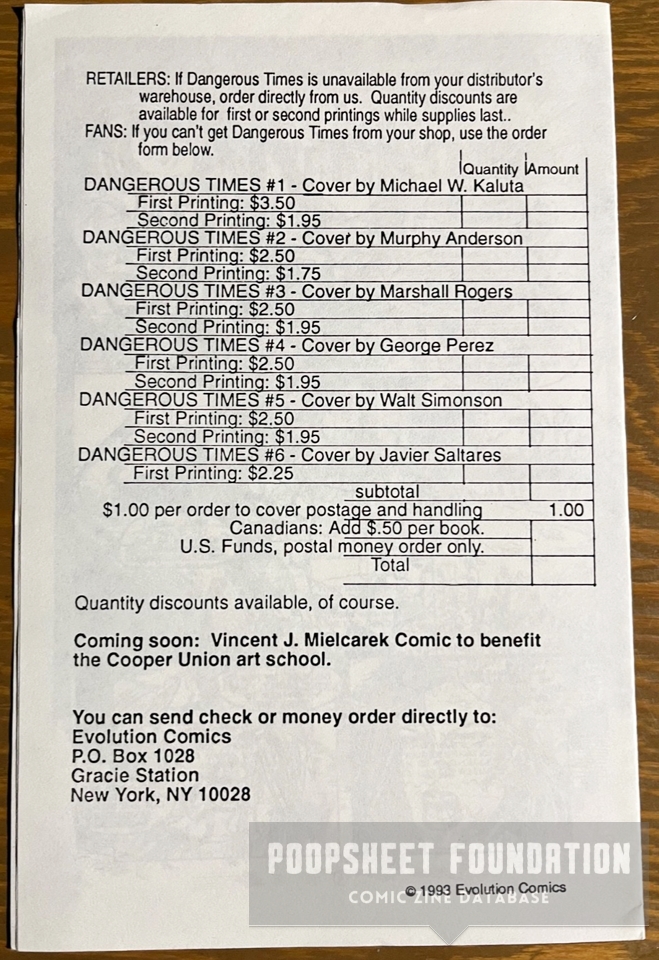 RETAILERS: If Dangerous Times is unavailable from your distributor's
warehouse, order directly from us. Quantity discounts are
available for first or second printings while supplies last..
FANS: If you can't get Dangerous Times from your shop, use the order
form below.
Quantity Amount
DANGEROUS TIMES #1 - Cover by Michael W. Kaluta
First Printing: $3.50
Second Printing: $1.95
DANGEROUS TIMES #2 - Cover by Murphy Anderson
First Printing: $2.50
Second Printing: $1.75
DANGEROUS TIMES #3 - Cover by Marshall Rogers
First Printing: $2.50
Second Printing: $1.95
DANGEROUS TIMES #4 - Cover by George Perez
First Printing: $2.50
Second Printing: $1.95
DANGEROUS TIMES #5 - Cover by Walt Simonson
First Printing: $2.50
Second Printing: $1.95
DANGEROUS TIMES #6 - Cover by Javier Saltares
First Printing: $2.25
subtotal
$1.00 per order to cover postage and handling 1.00
Canadians: Add $.50 per book.
U.S. Funds, postal money order only.
Total
Quantity discounts available, of course.
Coming soon: Vincent J. Mielcarek Comic to benefit
the Cooper Union art school.
You can send check or money order directly to:
Evolution Comics
P.O. Box 1028
Gracie Station
New York, NY 10028
POOPSHEET FOUNDATION
© 1993 Evolution Comics
COMIC ZINE DATABASE